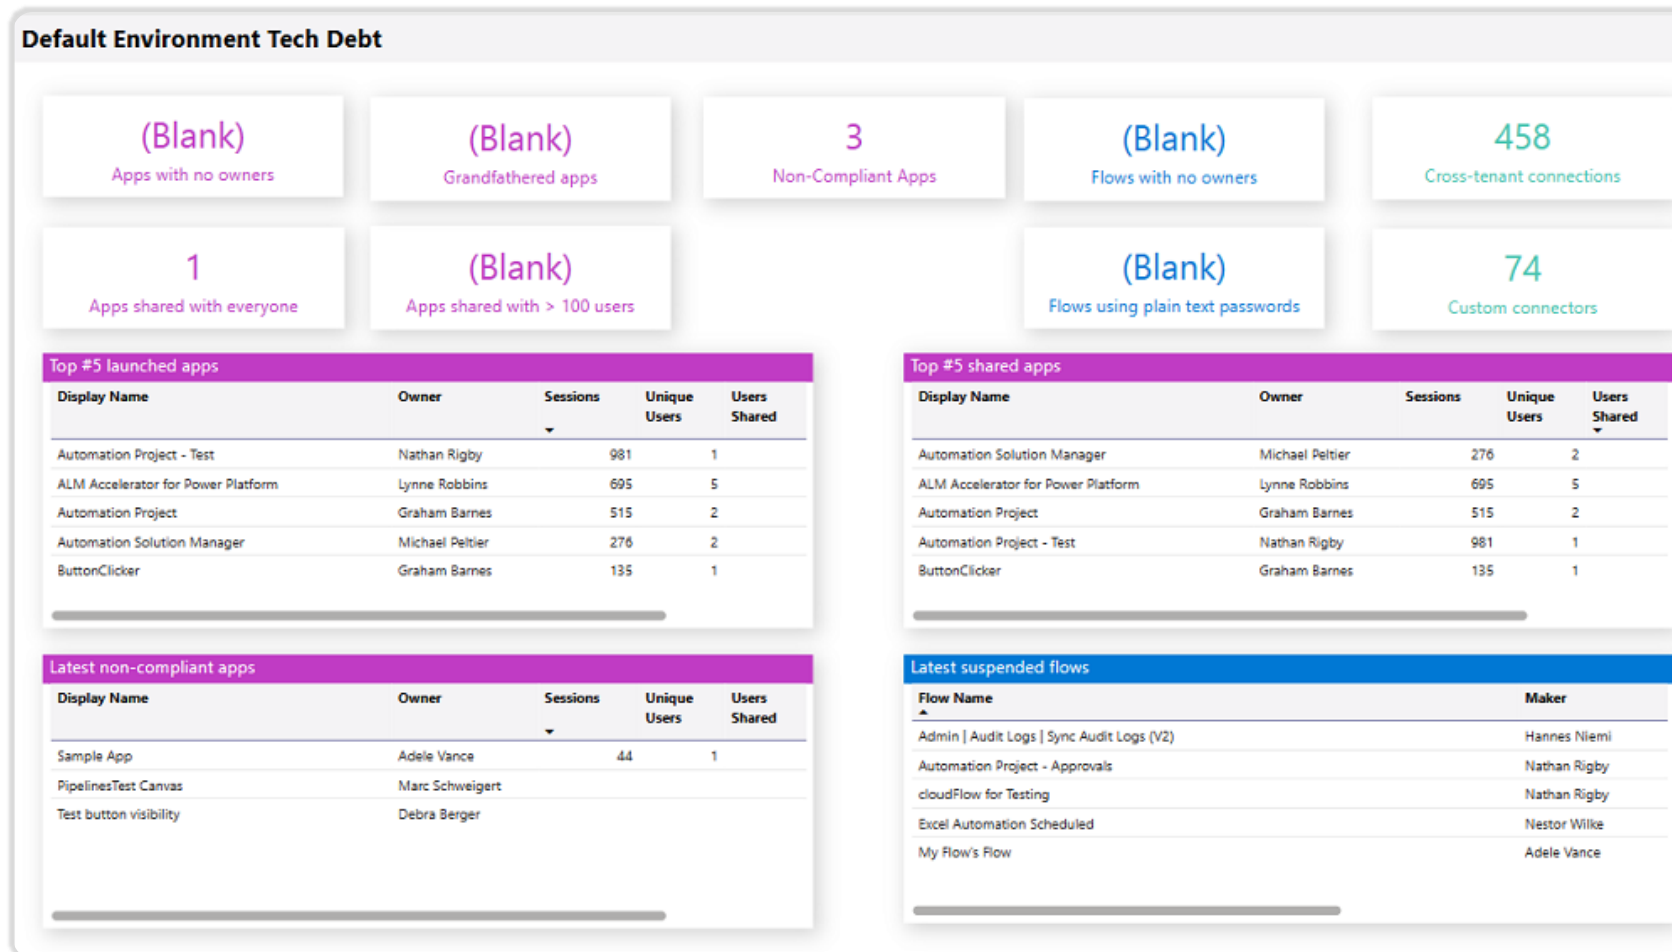 Default Environment Tech Debt
(Blank)
Apps with no owners
(Blank)
Grandfathered apps
3
Non-Compliant Apps
(Blank)
Flows with no owners
458
Cross-tenant connections
1
Apps shared with everyone
(Blank)
Apps shared with > 100 users
(Blank)
Flows using plain text passwords
74
Custom connectors
Top #5 launched apps
Display Name Owner Sessions Unique Users Users Shared
Automation Project - Test Nathan Rigby 981 1
ALM Accelerator for Power Platform Lynne Robbins 695 5
Automation Project Graham Barnes 515 2
Automation Solution Manager Michael Peltier 276 2
ButtonClicker Graham Barnes 135 1
Top #5 shared apps
Display Name Owner Sessions Unique Users Users Shared
Automation Solution Manager Michael Peltier 276 2
ALM Accelerator for Power Platform Lynne Robbins 695 5
Automation Project Graham Barnes 515 2
Automation Project - Test Nathan Rigby 981 1
ButtonClicker Graham Barnes 135 1
Latest non-compliant apps
Display Name Owner Sessions Unique Users Users Shared
Sample App Adele Vance 44 1
PipelinesTest Canvas Marc Schweigert
Test button visibility Debra Berger
Latest suspended flows
Flow Name Maker
Admin | Audit Logs | Sync Audit Logs (V2) Hannes Niemi
Automation Project - Approvals Nathan Rigby
cloudFlow for Testing Nathan Rigby
Excel Automation Scheduled Nestor Wilke
My Flow's Flow Adele Vance